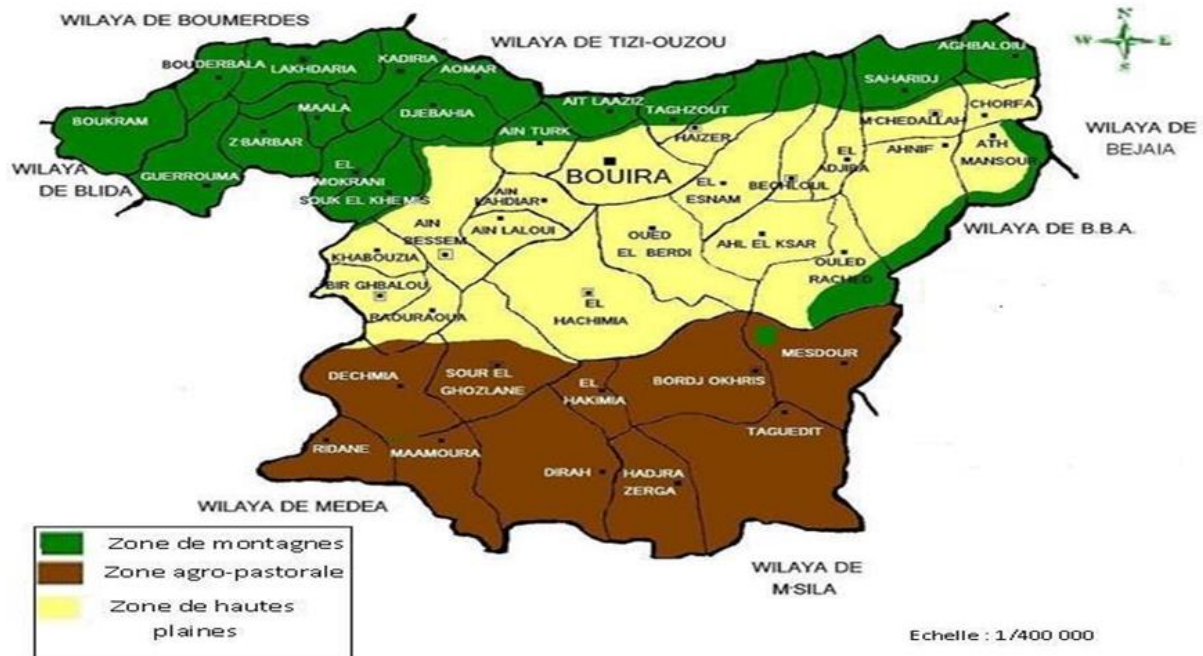 WILAYA DE BOUMERDES
WILAYA DE TIZI-OUZOU
N
W E
S
AGHBALOIU
BOUDERBALA
LAKHDARIA
KADIRIA
AOMAR
SAHARIDJ
BOUKRAM
MAALA
DJEBAHIA
AIT LAAZIZ
TAGHZOUT
CHORFA
M'CHEDALLAH
WILAYA DE
BEJAIA
Z'BARBAR
AIN TURK
HAIZER
AHNIF
ATH
MANSOUR
WILAYA
DE BLIDA
GUERROUMA
EL
MOKRANI
SOUK EL KHEMIS
BOUIRA
EL
ESNAM
BECHLOUL
EL
ADJIBA
AIN
LAHDJAR
AIN LALOUI
AIN
BESSEM
OUED
EL BERDI
AHL EL KSAR
WILAYA DE B.B.A.
KHABOUZIA
OULED
RACHED
BIR GHBALOU
RAOURAOUA
EL
HACHIMIA
DECHMIA
SOUR EL
GHOZLANE
EL
HAKIMIA
BORDJ OKHRIS
MESDOUR
RIDANE
MAAMOURA
TAGUEDIT
DIRAH
HADJRA
ZERGA
WILAYA DE MEDEA
WILAYA DE
M'SILA
Zone de montagnes
Zone agro-pastorale
Zone de hautes
plaines
Echelle : 1/400 000